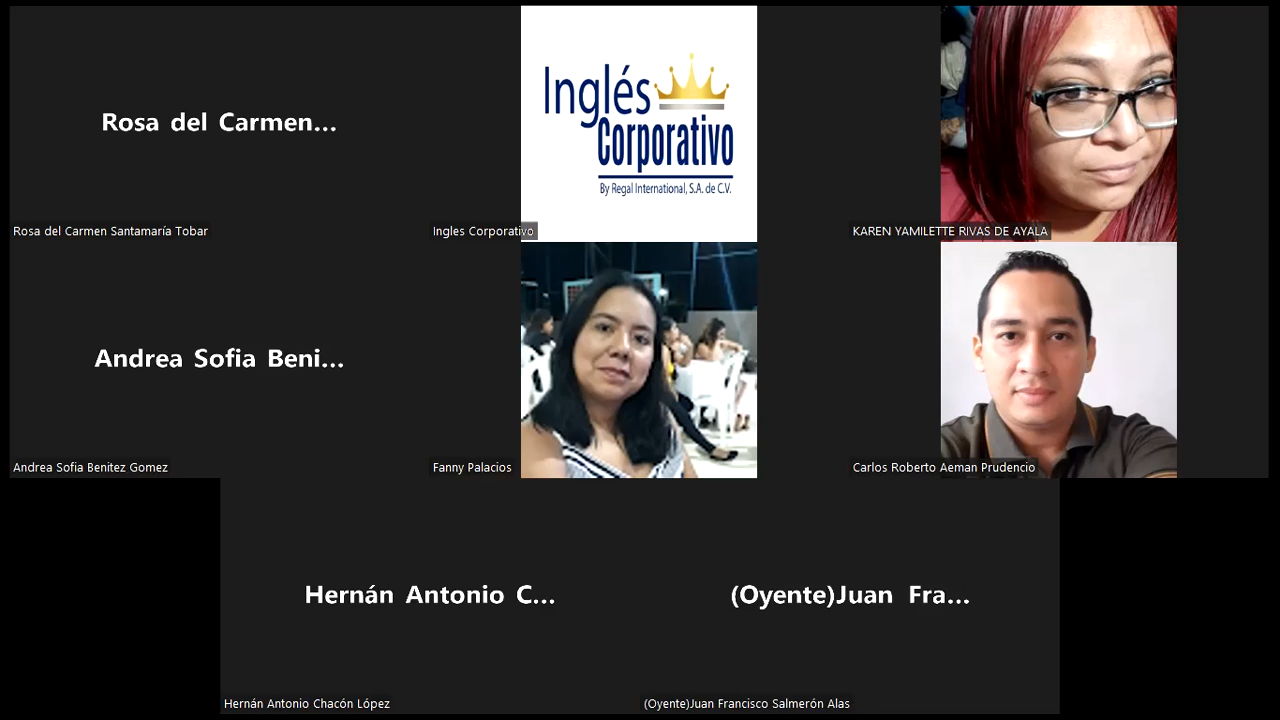 Rosa del Carmen...
Rosa del Carmen Santamaría Tobar
Inglés
Corporativo
By Regal International, S.A. de C.V.
Ingles Corporativo
KAREN YAMILETTE RIVAS DE AYALA
Andrea Sofia Beni...
Andrea Sofia Benitez Gomez
Fanny Palacios
Carlos Roberto Aeman Prudencio
Hernán Antonio C...
Hernán Antonio Chacón López
(Oyente)Juan Fra...
(Oyente)Juan Francisco Salmerón Alas